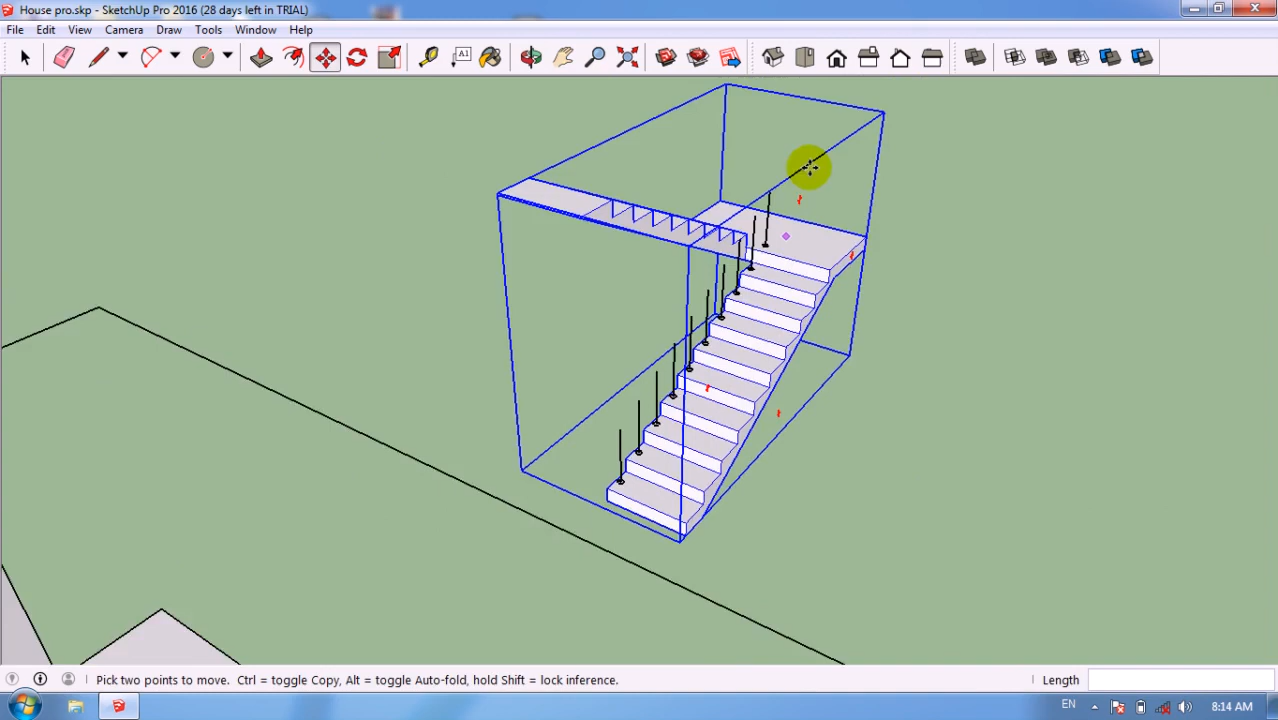 House pro.skp - SketchUp Pro 2016 (28 days left in TRIAL)
File Edit View Camera Draw Tools Window Help
A1
Pick two points to move. Ctrl = toggle Copy, Alt = toggle Auto-fold, hold Shift = lock inference.
Length
EN
8:14 AM